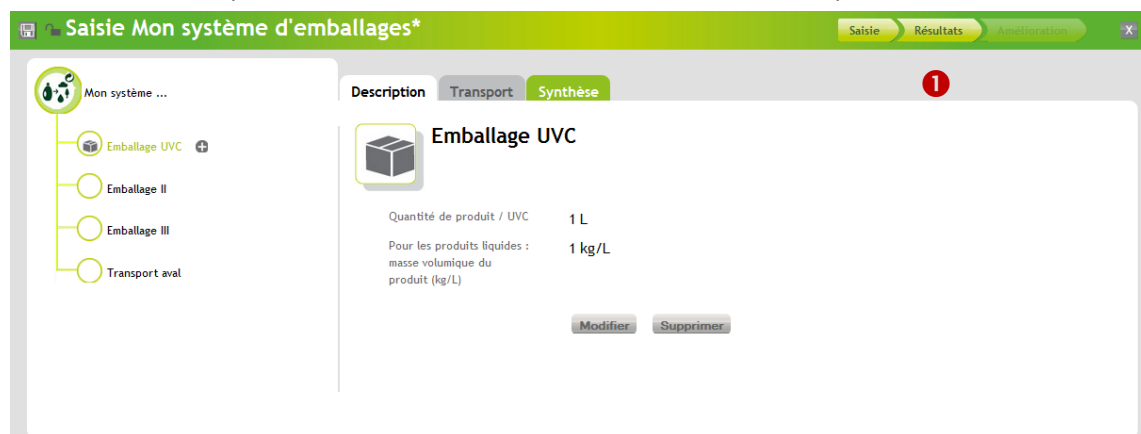 Saisie Mon système d'emballages*
Saisie Résultats Amélioration X
Mon système ...
Emballage UVC
Emballage II
Emballage III
Transport aval
Description Transport Synthèse
1
Emballage UVC
Quantité de produit / UVC 1 L
Pour les produits liquides : 1 kg/L
masse volumique du
produit (kg/L)
Modifier Supprimer